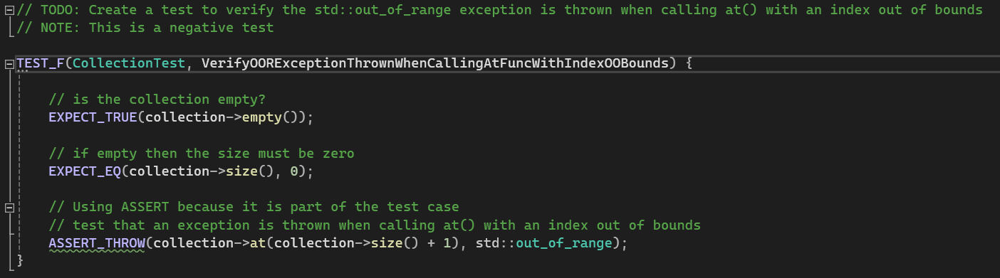 // TODO: Create a test to verify the std::out_of_range exception is thrown when calling at() with an index out of bounds
// NOTE: This is a negative test
TEST_F(CollectionTest, VerifyOORExceptionThrownWhenCallingAtFuncWithIndexOOBounds) {
// is the collection empty?
EXPECT_TRUE(collection->empty());
// if empty then the size must be zero
EXPECT_EQ(collection->size(), 0);
// Using ASSERT because it is part of the test case
// test that an exception is thrown when calling at() with an index out of bounds
ASSERT_THROW(collection->at(collection->size() + 1), std::out_of_range);
}